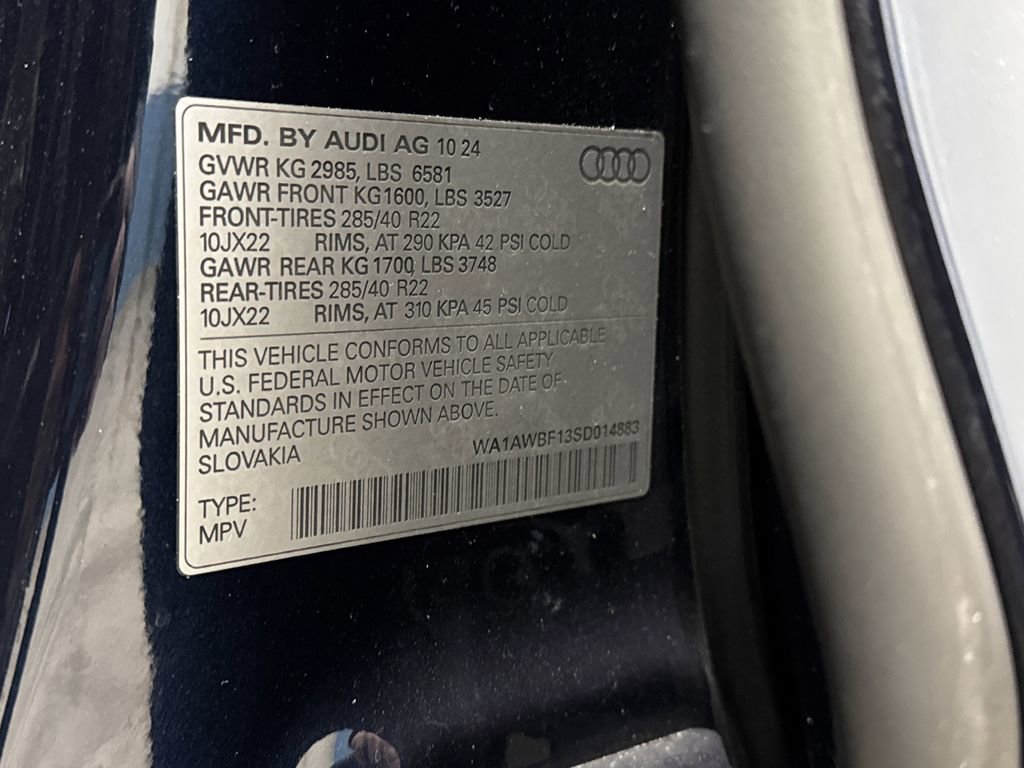 MFD. BY AUDI AG 10 24
GVWR KG 2985, LBS 6581
GAWR FRONT KG1600, LBS 3527
FRONT-TIRES 285/40 R22
10JX22 RIMS, AT 290 KPA 42 PSI COLD
GAWR REAR KG1700, LBS 3748
REAR-TIRES 285/40 R22
10JX22 RIMS, AT 310 KPA 45 PSI COLD
THIS VEHICLE CONFORMS TO ALL APPLICABLE
U.S. FEDERAL MOTOR VEHICLE SAFETY
STANDARDS IN EFFECT ON THE DATE OF
MANUFACTURE SHOWN ABOVE.
SLOVAKIA WA1AWBF13SD014883
TYPE:
MPV